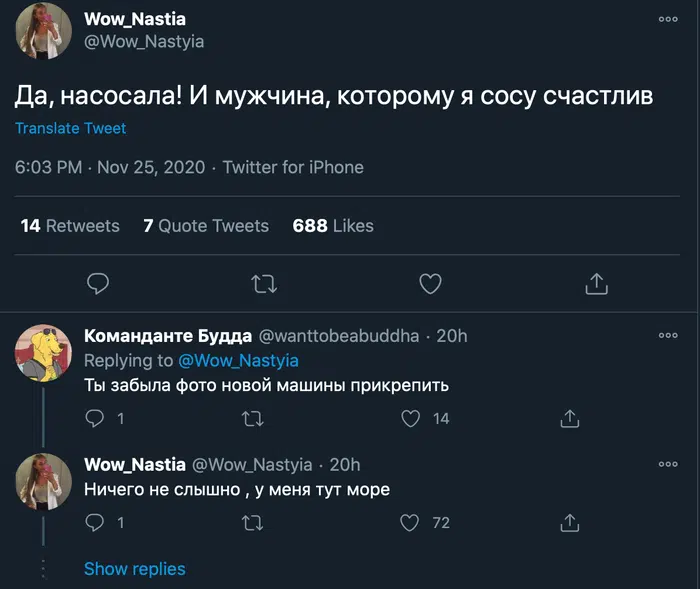 Wow_Nastia
@Wow_Nastyia
Да, насосала! И мужчина, которому я сосу счастлив
Translate Tweet
6:03 PM · Nov 25, 2020 · Twitter for iPhone
14 Retweets 7 Quote Tweets 688 Likes
Команданте Будда @wanttobeabuddha · 20h
Replying to @Wow_Nastyia
Ты забыла фото новой машины прикрепить
1 14
Wow_Nastia @Wow_Nastyia · 20h
Ничего не слышно , у меня тут море
1 72
Show replies